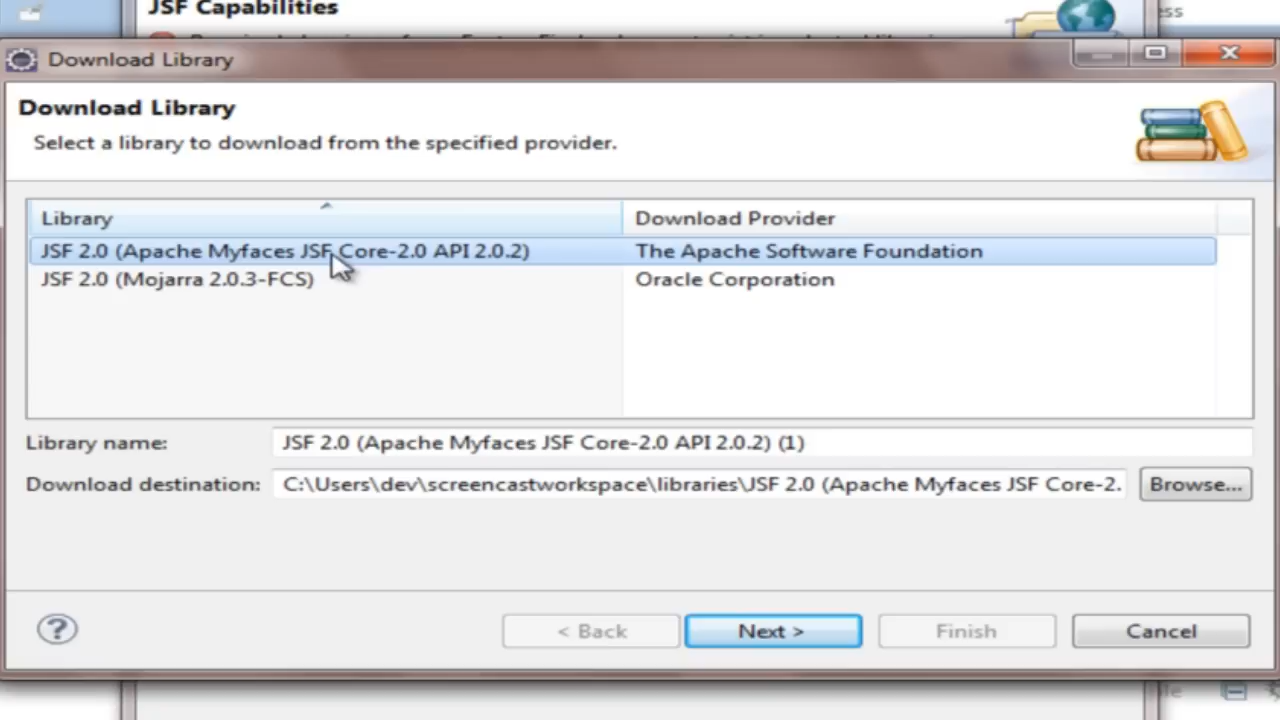 JSF Capabilities
ess
Download Library
Download Library
Select a library to download from the specified provider.
Library Download Provider
JSF 2.0 (Apache Myfaces JSF Core-2.0 API 2.0.2) The Apache Software Foundation
JSF 2.0 (Mojarra 2.0.3-FCS) Oracle Corporation
Library name: JSF 2.0 (Apache Myfaces JSF Core-2.0 API 2.0.2) (1)
Download destination: C:\Users\dev\screencastworkspace\libraries\JSF 2.0 (Apache Myfaces JSF Core-2. Browse...
? < Back Next > Finish Cancel